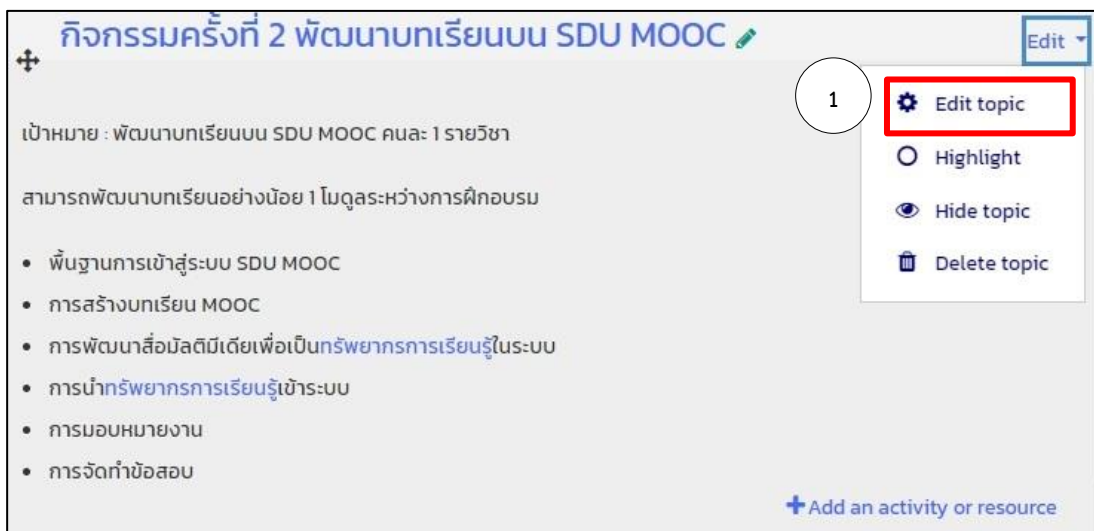 กิจกรรมครั้งที่ 2 พัฒนาบทเรียนบน SDU MOOC
Edit
1
Edit topic
Highlight
Hide topic
Delete topic
เป้าหมาย : พัฒนาบทเรียนบน SDU MOOC คนละ 1 รายวิชา
สามารถพัฒนาบทเรียนอย่างน้อย 1 โมดูลระหว่างการฝึกอบรม
• พื้นฐานการเข้าสู่ระบบ SDU MOOC
• การสร้างบทเรียน MOOC
• การพัฒนาสื่อมัลติมีเดียเพื่อเป็นทรัพยากรการเรียนรู้ในระบบ
• การนำทรัพยากรการเรียนรู้เข้าระบบ
• การมอบหมายงาน
• การจัดทำข้อสอบ
+ Add an activity or resource